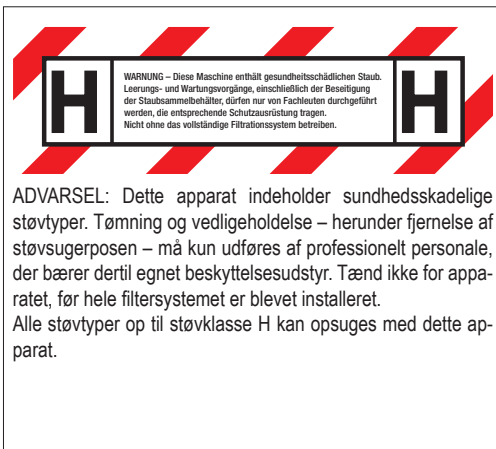 H
WARNUNG – Diese Maschine enthält gesundheitsschädlichen Staub.
Leerungs- und Wartungsvorgänge, einschließlich der Beseitigung
der Staubsammelbehälter, dürfen nur von Fachleuten durchgeführt
werden, die entsprechende Schutzausrüstung tragen.
Nicht ohne das vollständige Filtrationssystem betreiben.
H
ADVARSEL: Dette apparat indeholder sundhedsskadelige
støvtyper. Tømning og vedligeholdelse – herunder fjernelse af
støvsugerposen – må kun udføres af professionelt personale,
der bærer dertil egnet beskyttelsesudstyr. Tænd ikke for appa-
ratet, før hele filtersystemet er blevet installeret.
Alle støvtyper op til støvklasse H kan opsuges med dette ap-
parat.